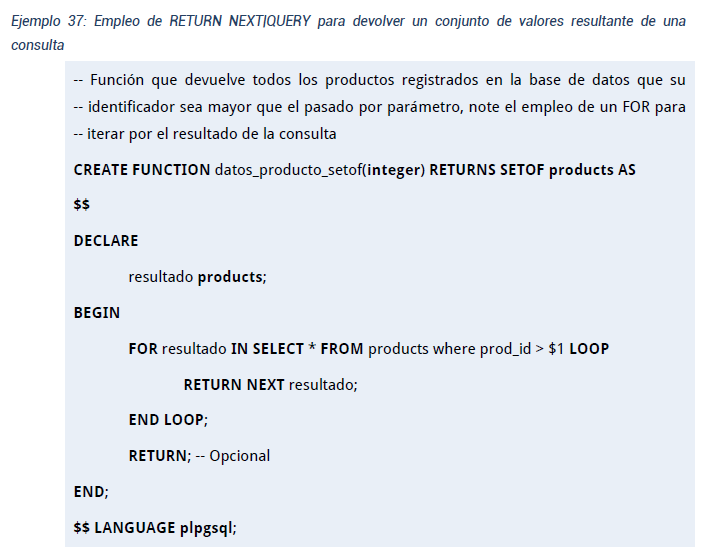 Ejemplo 37: Empleo de RETURN NEXT|QUERY para devolver un conjunto de valores resultante de una
consulta
-- Función que devuelve todos los productos registrados en la base de datos que su
-- identificador sea mayor que el pasado por parámetro, note el empleo de un FOR para
-- iterar por el resultado de la consulta
CREATE FUNCTION datos_producto_setof(integer) RETURNS SETOF products AS
$$
DECLARE
resultado products;
BEGIN
FOR resultado IN SELECT * FROM products where prod_id > $1 LOOP
RETURN NEXT resultado;
END LOOP;
RETURN; -- Opcional
END;
$$ LANGUAGE plpgsql;